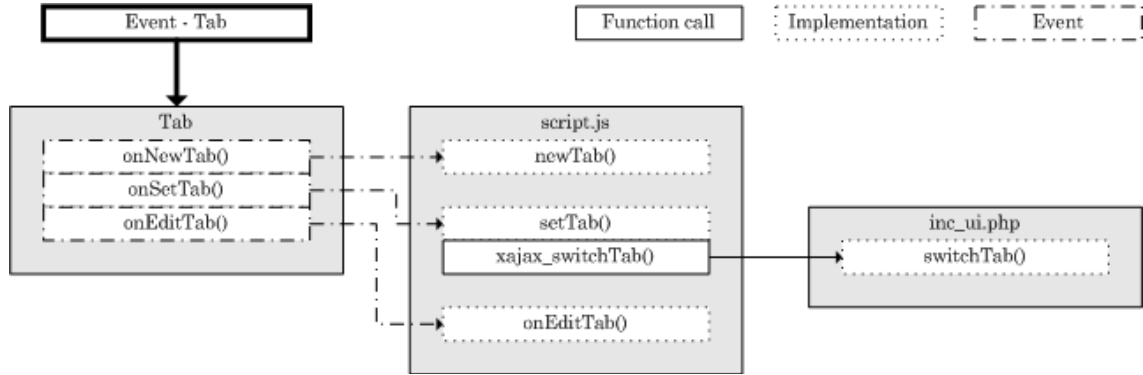 Event - Tab
Function call
Implementation
Event
Tab
onNewTab()
onSetTab()
onEditTab()
script.js
newTab()
setTab()
xajax_switchTab()
onEditTab()
inc_ui.php
switchTab()